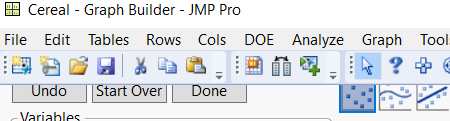 Cereal - Graph Builder - JMP Pro
File Edit Tables Rows Cols DOE Analyze Graph Tools
Undo Start Over Done
Variables